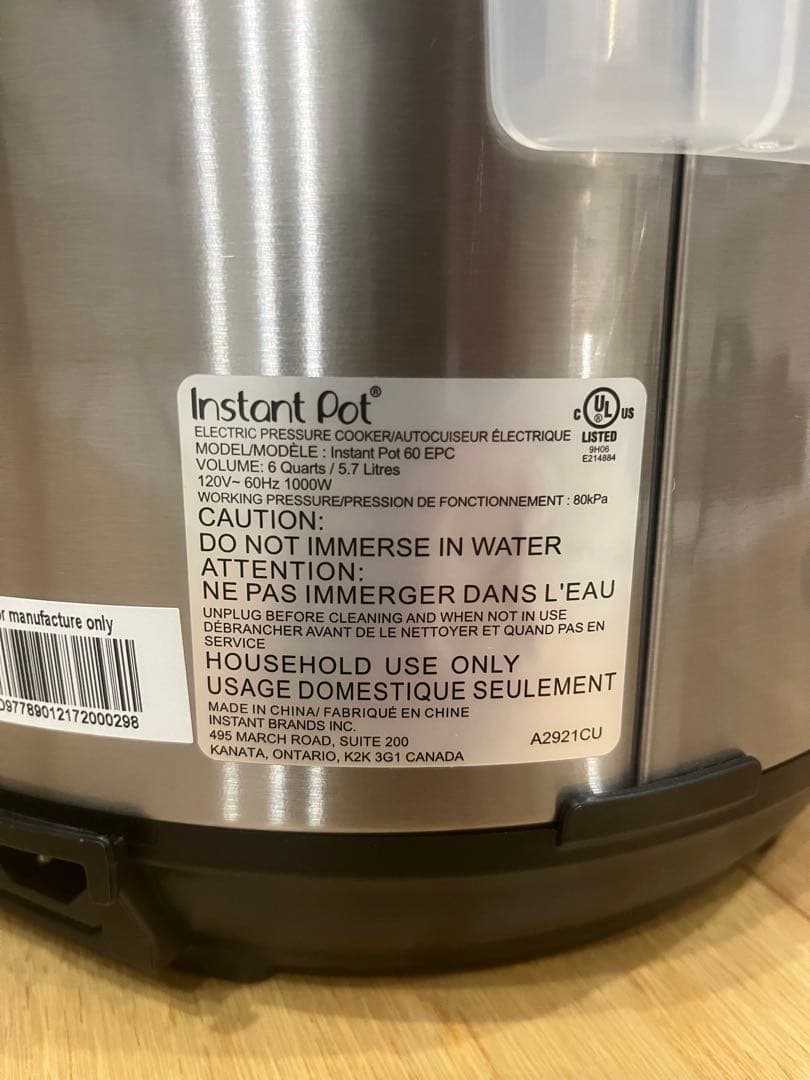 Instant Pot®
ELECTRIC PRESSURE COOKER/AUTOCUISEUR ÉLECTRIQUE
MODEL/MODÈLE : Instant Pot 60 EPC
VOLUME: 6 Quarts / 5.7 Litres
120V~ 60Hz 1000W
WORKING PRESSURE/PRESSION DE FONCTIONNEMENT : 80kPa
C UL ® US
LISTED
9H06
E214884
CAUTION:
DO NOT IMMERSE IN WATER
ATTENTION:
NE PAS IMMERGER DANS L'EAU
UNPLUG BEFORE CLEANING AND WHEN NOT IN USE
DÉBRANCHER AVANT DE LE NETTOYER ET QUAND PAS EN
SERVICE
HOUSEHOLD USE ONLY
USAGE DOMESTIQUE SEULEMENT
MADE IN CHINA/ FABRIQUÉ EN CHINE
INSTANT BRANDS INC.
495 MARCH ROAD, SUITE 200
KANATA, ONTARIO, K2K 3G1 CANADA
A2921CU
manufacture only
097789012172000298